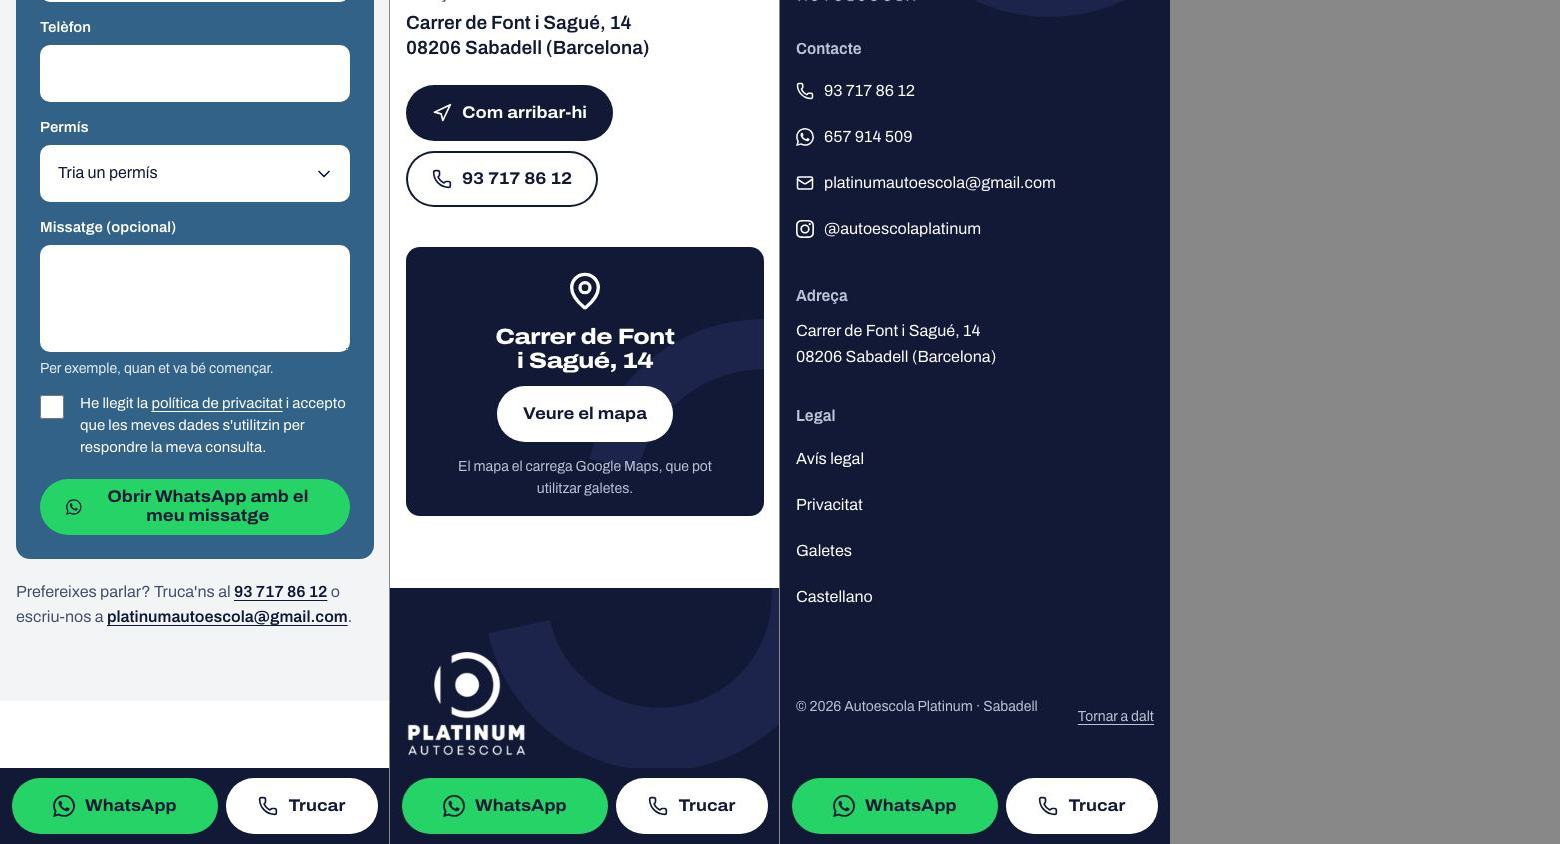 Telèfon
Permís
Tria un permís
Missatge (opcional)
Per exemple, quan et va bé començar.
He llegit la política de privacitat i accepto
que les meves dades s'utilitzin per
respondre la meva consulta.
Obrir WhatsApp amb el
meu missatge
Prefereixes parlar? Truca'ns al 93 717 86 12 o
escriu-nos a platinumautoescola@gmail.com.
WhatsApp
Trucar
Carrer de Font i Sagué, 14
08206 Sabadell (Barcelona)
Com arribar-hi
93 717 86 12
Carrer de Font
i Sagué, 14
Veure el mapa
El mapa el carrega Google Maps, que pot
utilitzar galetes.
PLATINUM
AUTOESCOLA
WhatsApp
Trucar
Contacte
93 717 86 12
657 914 509
platinumautoescola@gmail.com
@autoescolaplatinum
Adreça
Carrer de Font i Sagué, 14
08206 Sabadell (Barcelona)
Legal
Avís legal
Privacitat
Galetes
Castellano
© 2026 Autoescola Platinum · Sabadell
Tornar a dalt
WhatsApp
Trucar